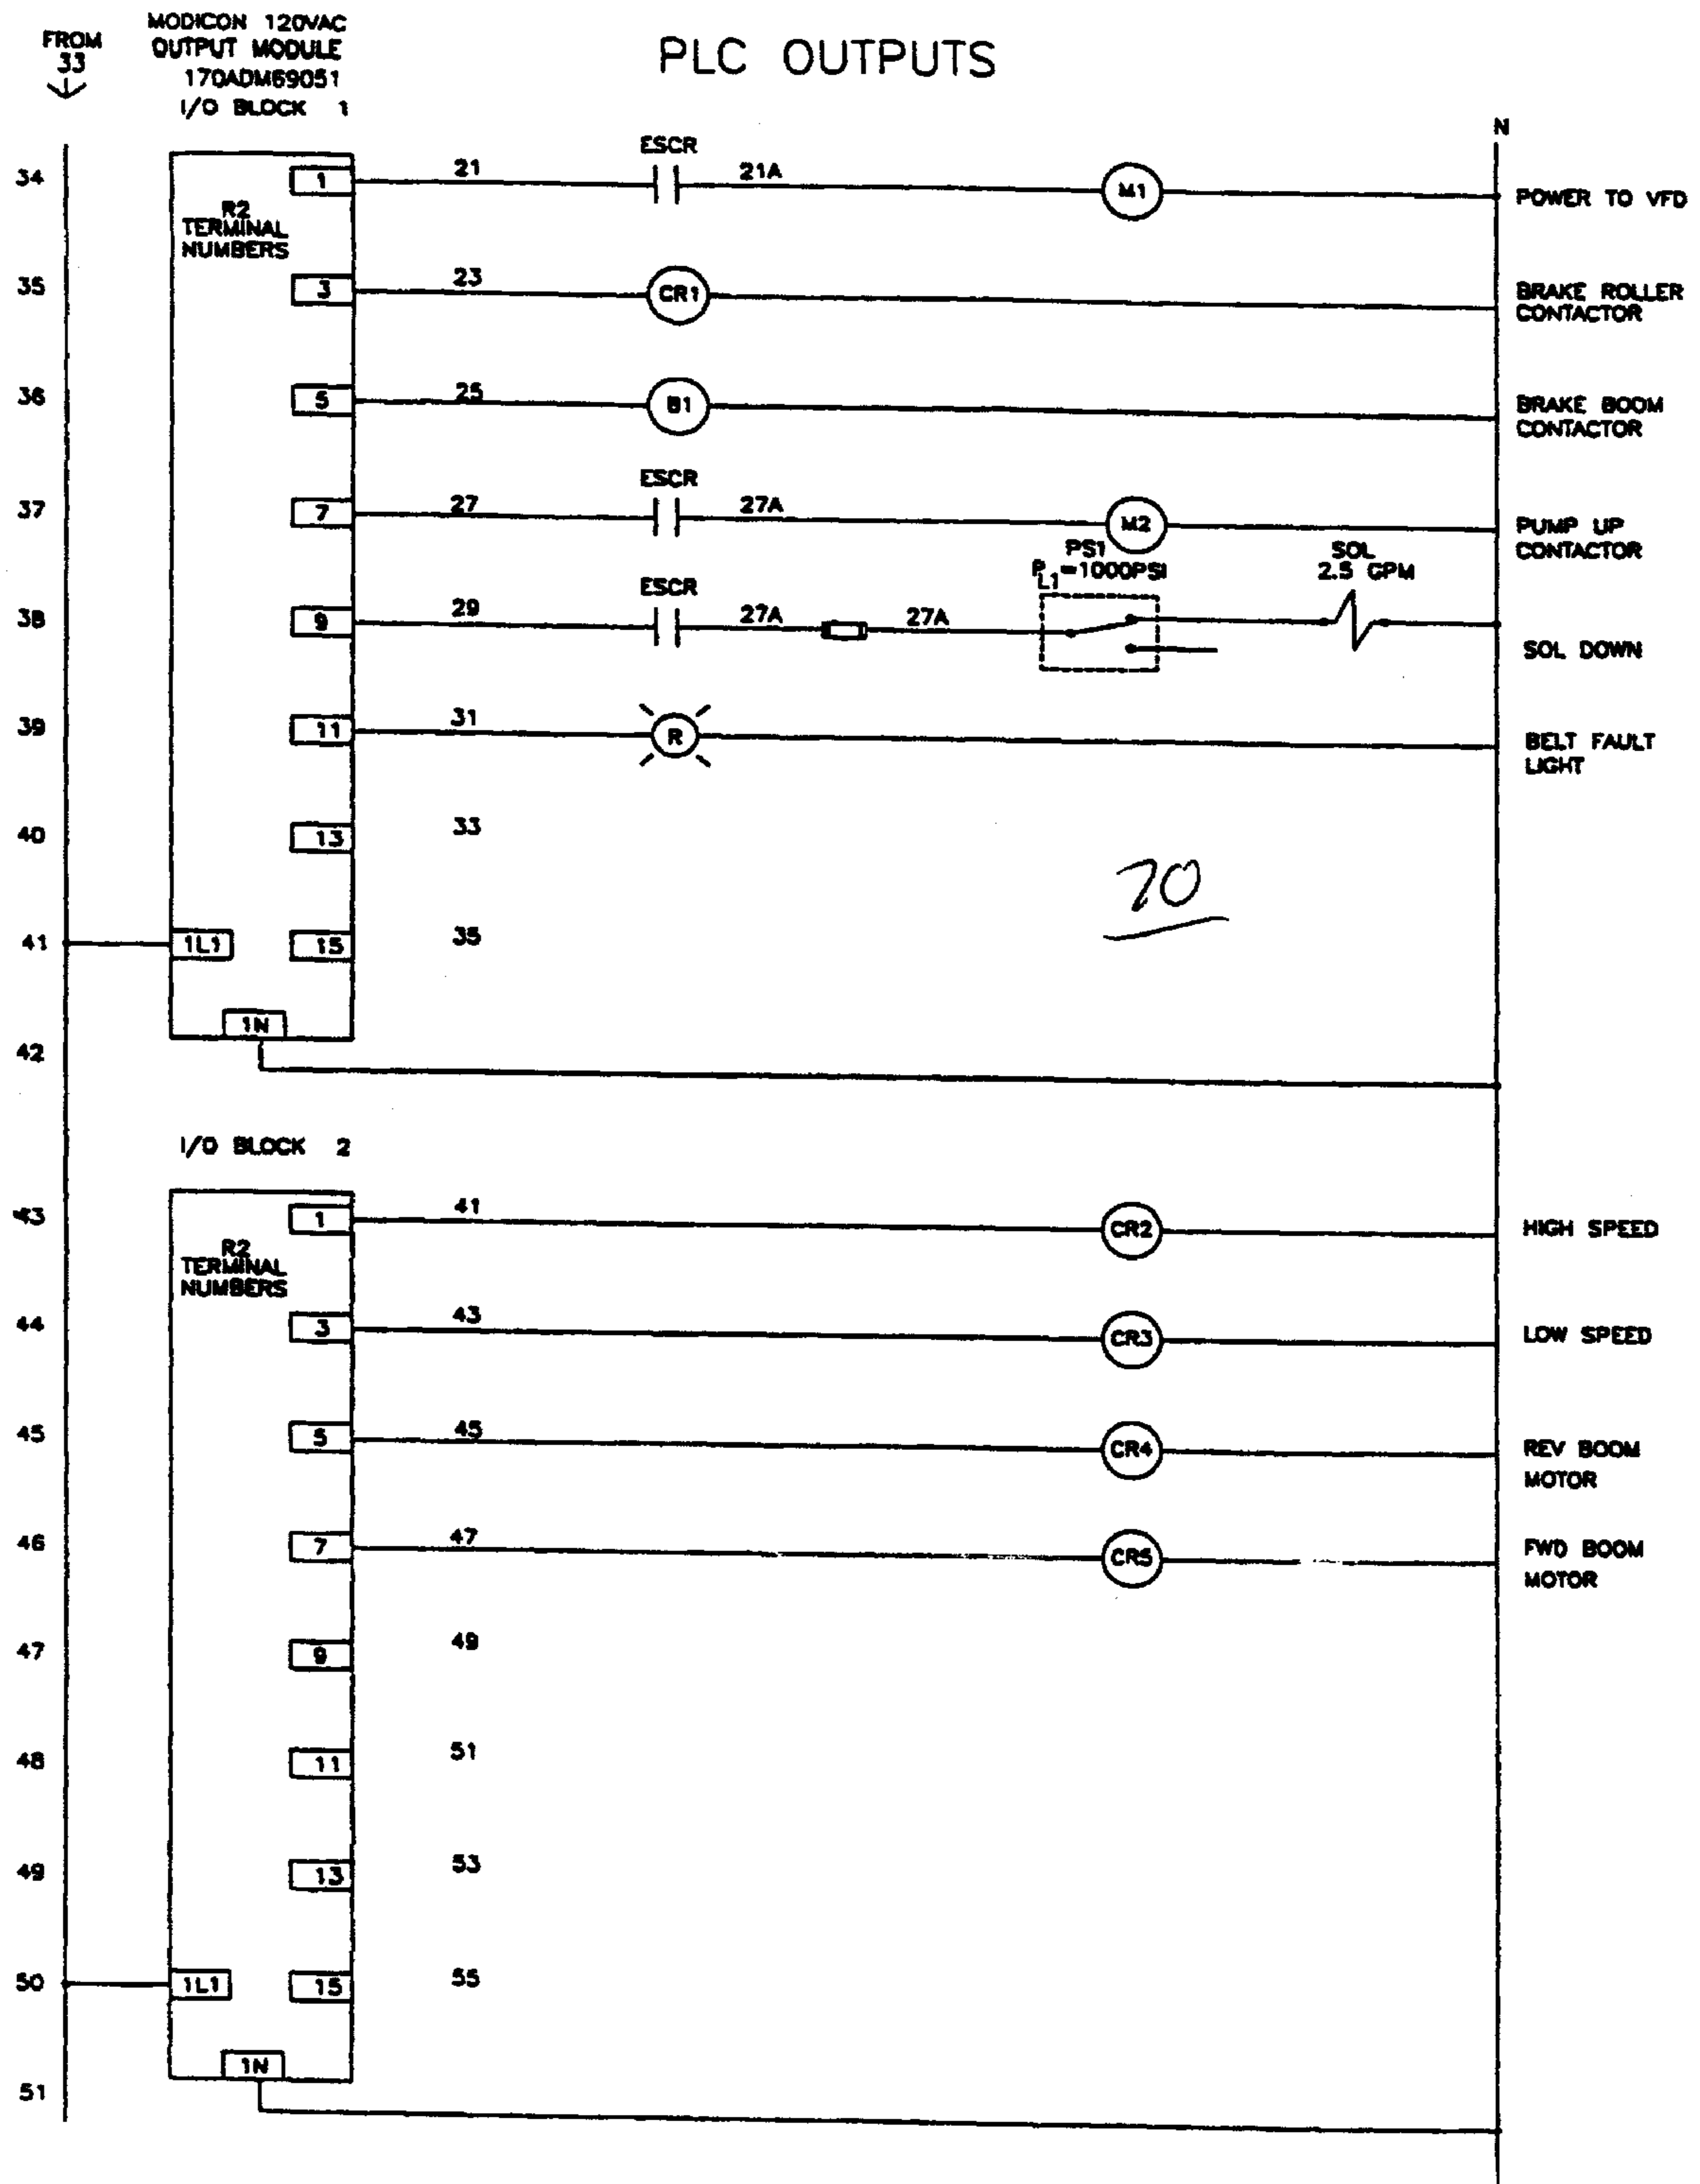 PLC OUTPUTS
FROM
33
MODICON 120VAC
OUTPUT MODULE
170ADM69051
I/O BLOCK 1
N
R2
TERMINAL
NUMBERS
34 1 21 ESCR 21A M1 POWER TO VFD
35 3 23 CR1 BRAKE ROLLER
CONTACTOR
36 5 25 B1 BRAKE BOOM
CONTACTOR
37 7 27 ESCR 27A M2 PUMP UP
CONTACTOR
PS1
PL1=1000PSI
SOL
2.5 GPM
38 9 29 ESCR 27A 27A SOL DOWN
39 11 31 R BELT FAULT
LIGHT
40 13 33
70
41 1L1 15 35
1N
42
I/O BLOCK 2
R2
TERMINAL
NUMBERS
43 1 41 CR2 HIGH SPEED
44 3 43 CR3 LOW SPEED
45 5 45 CR4 REV BOOM
MOTOR
46 7 47 CR5 FWD BOOM
MOTOR
47 9 49
48 11 51
49 13 53
50 1L1 15 55
1N
51